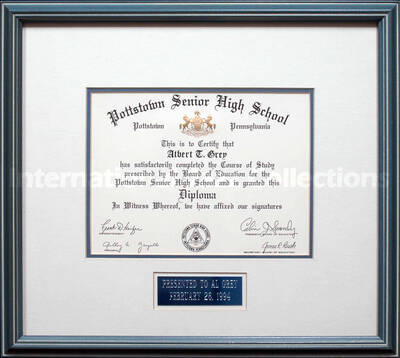 Pottstown Senior High School
Pottstown Pennsylvania
This is to Certify that
Albert T. Grey
has satisfactorily completed the Course of Study
prescribed by the Board of Education for the
Pottstown Senior High School and is granted this
Diploma
In Witness Whereof, we have affixed our signatures
PRESENTED TO AL GREY
FEBRUARY 26, 1994